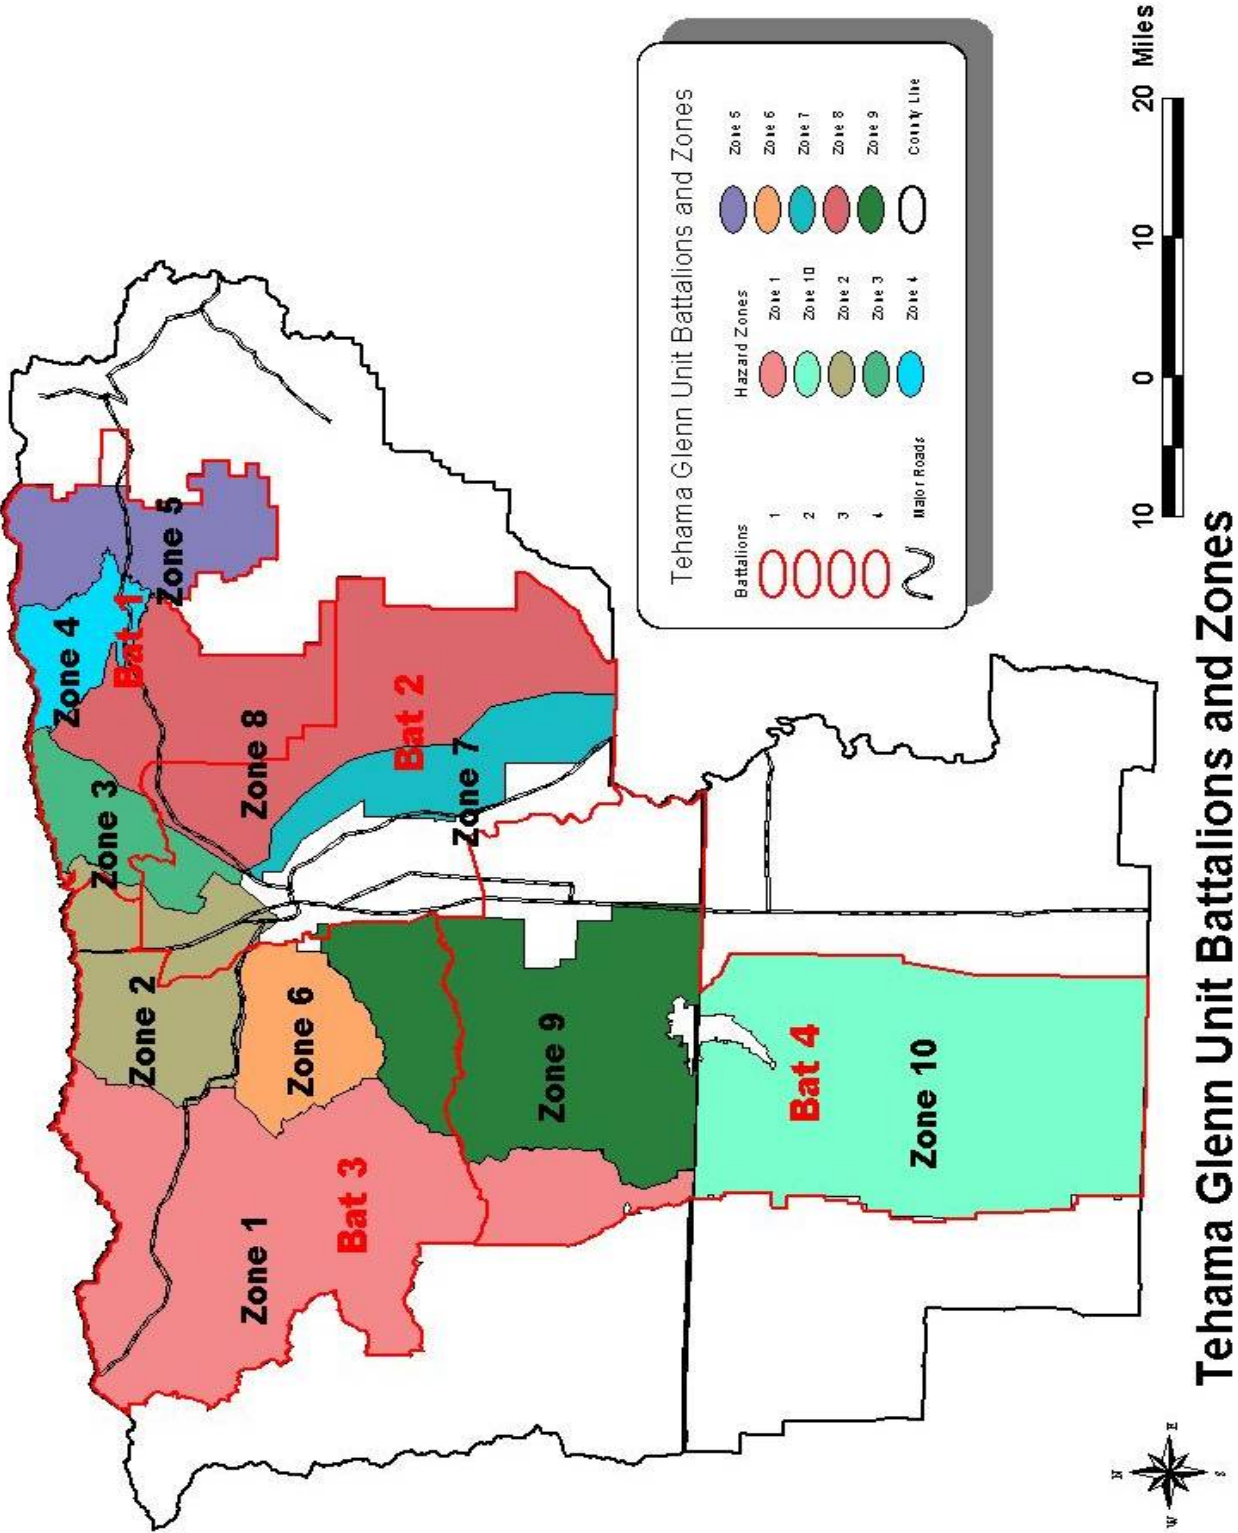 Zone 4
Zone 5
Bat 1
Zone 3
Zone 8
Bat 2
Zone 7
Zone 2
Zone 6
Zone 9
Zone 1
Bat 3
Bat 4
Zone 10
Tehama Glenn Unit Battalions and Zones
Battalions
1
2
3
4
Major Roads
Hazard Zones
Zone 1
Zone 10
Zone 2
Zone 3
Zone 4
Zone 5
Zone 6
Zone 7
Zone 8
Zone 9
County Line
10 0 10 20 Miles
N
W E
S
Tehama Glenn Unit Battalions and Zones